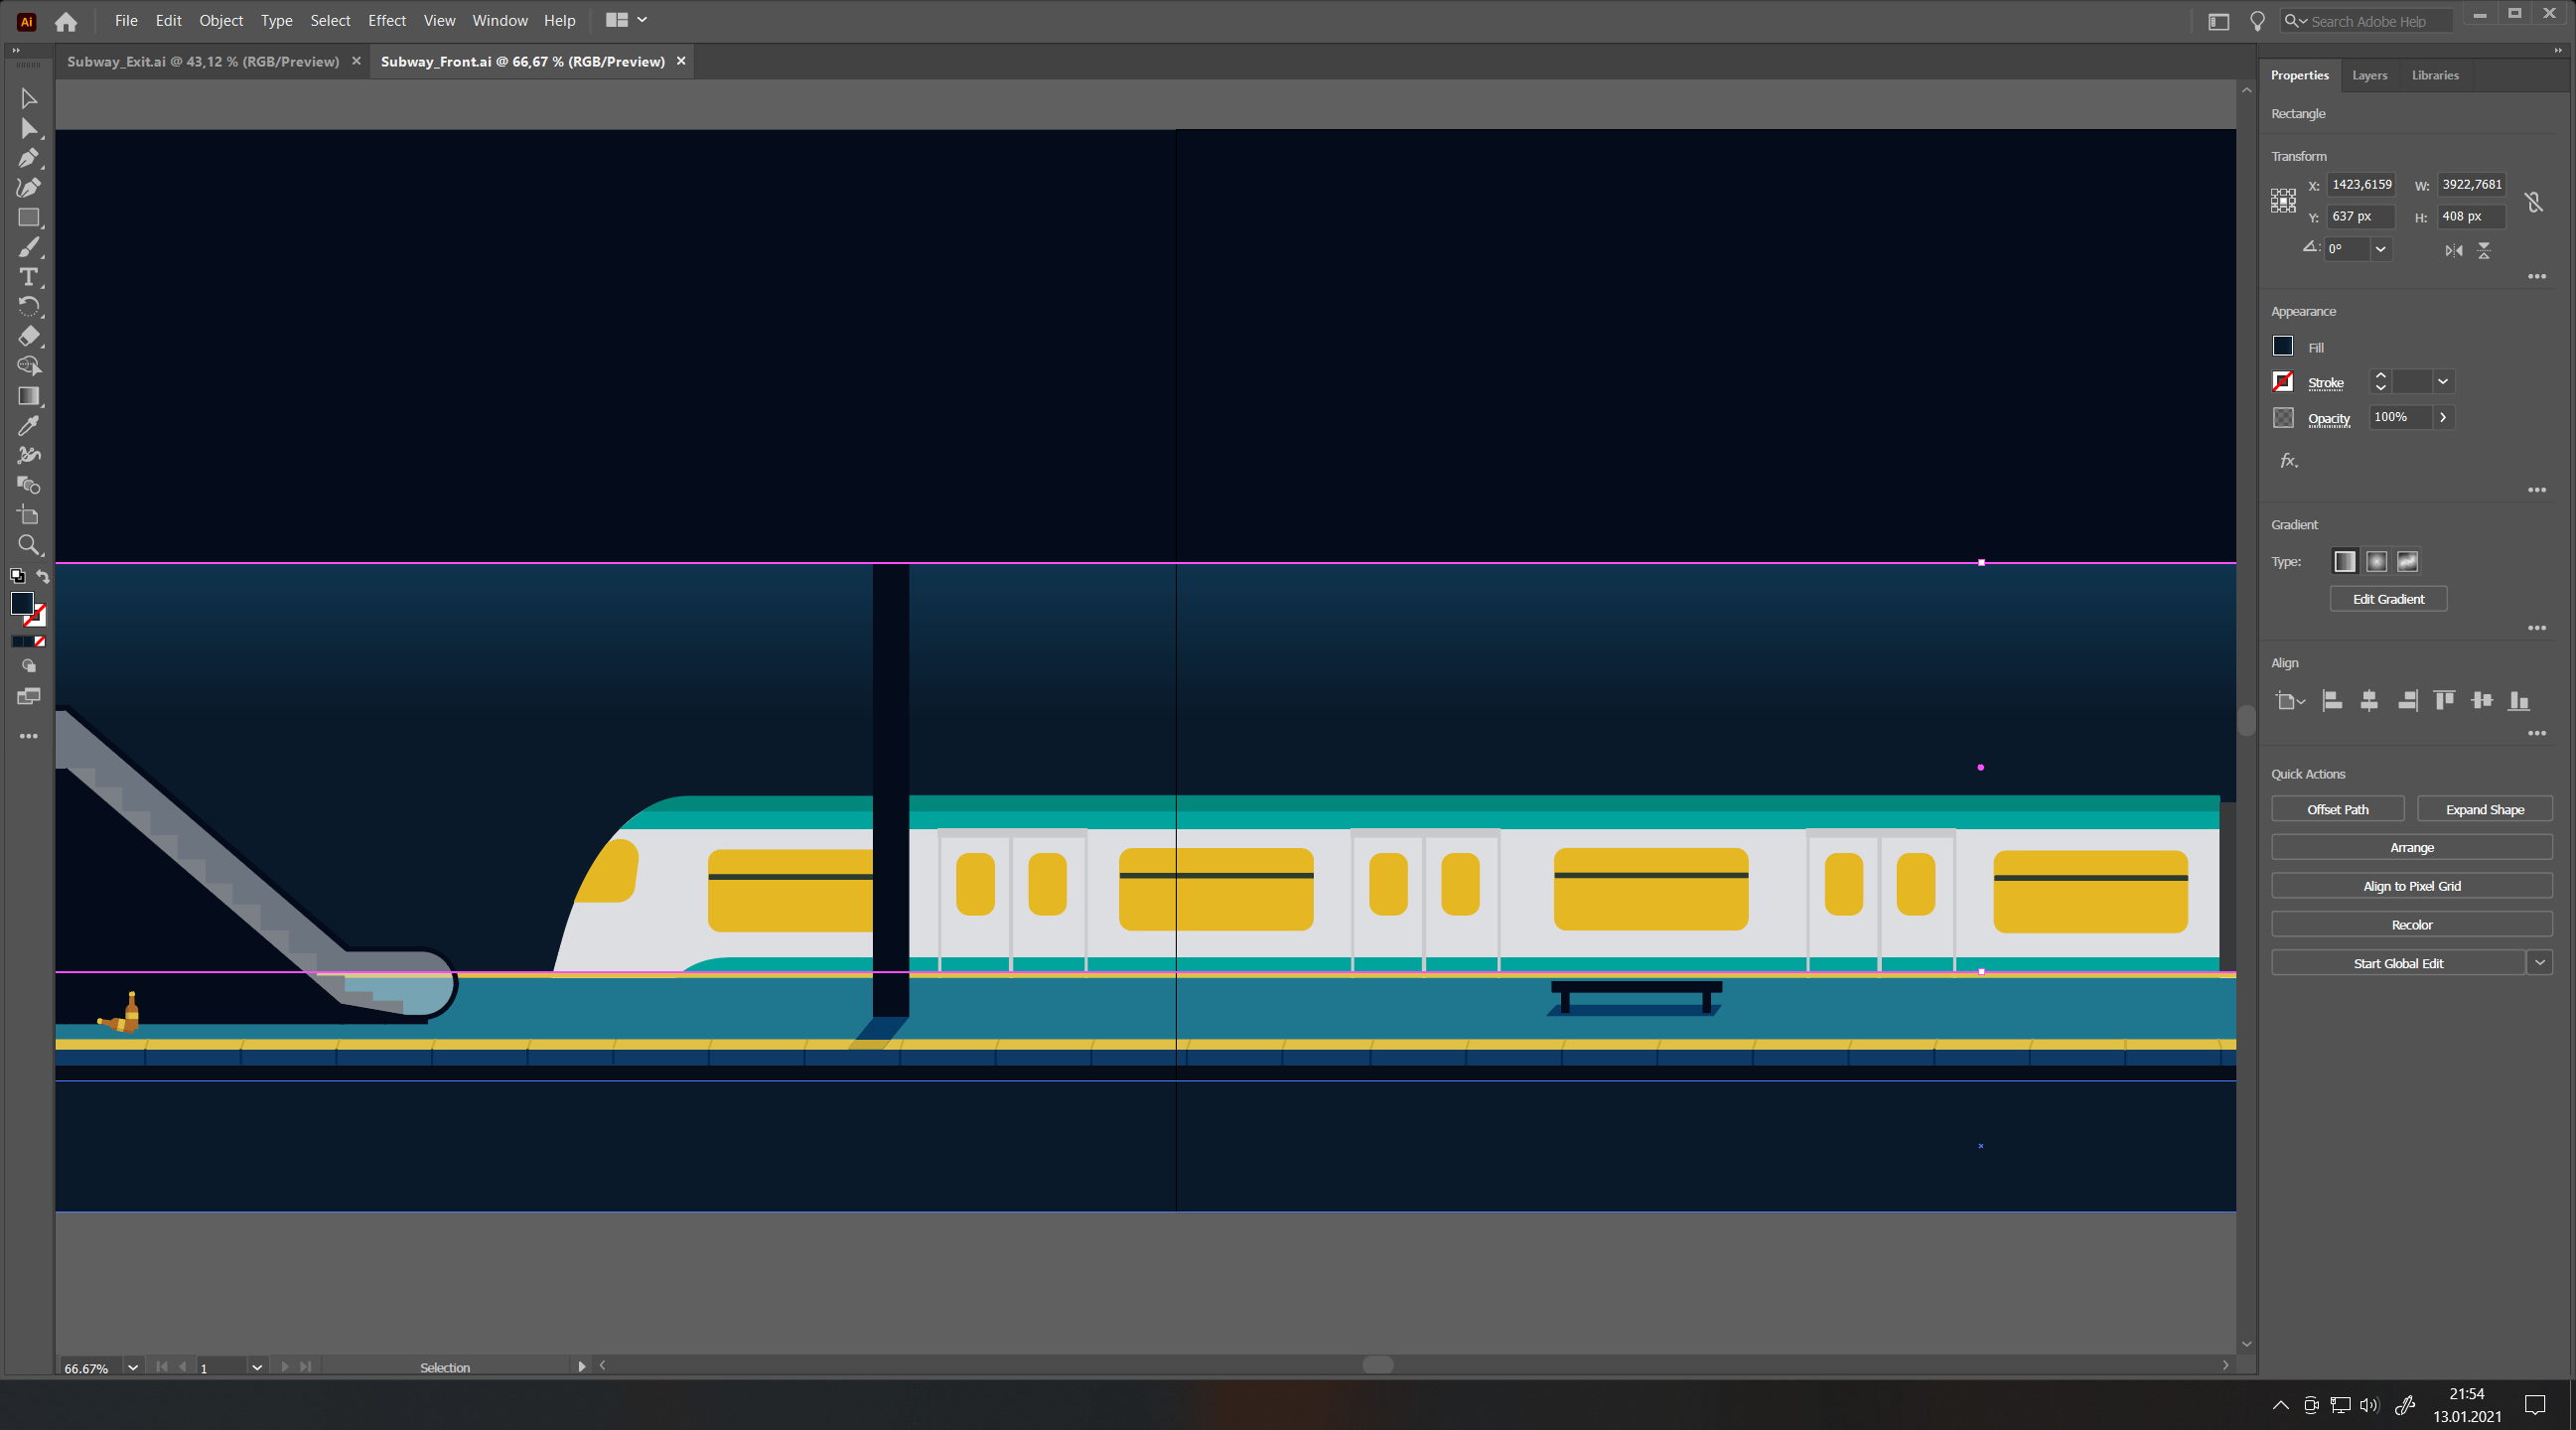 Ai File Edit Object Type Select Effect View Window Help Search Adobe Help
Subway_Exit.ai @ 43,12 % (RGB/Preview) × Subway_Front.ai @ 66,67 % (RGB/Preview) ×
Properties Layers Libraries
Rectangle
Transform
X: 1423,6159 W: 3922,7681
Y: 637 px H: 408 px
0°
Appearance
Fill
Stroke
Opacity 100%
fx.
Gradient
Type:
Edit Gradient
Align
Quick Actions
Offset Path Expand Shape
Arrange
Align to Pixel Grid
Recolor
Start Global Edit
66.67% 1 Selection
21:54
13.01.2021